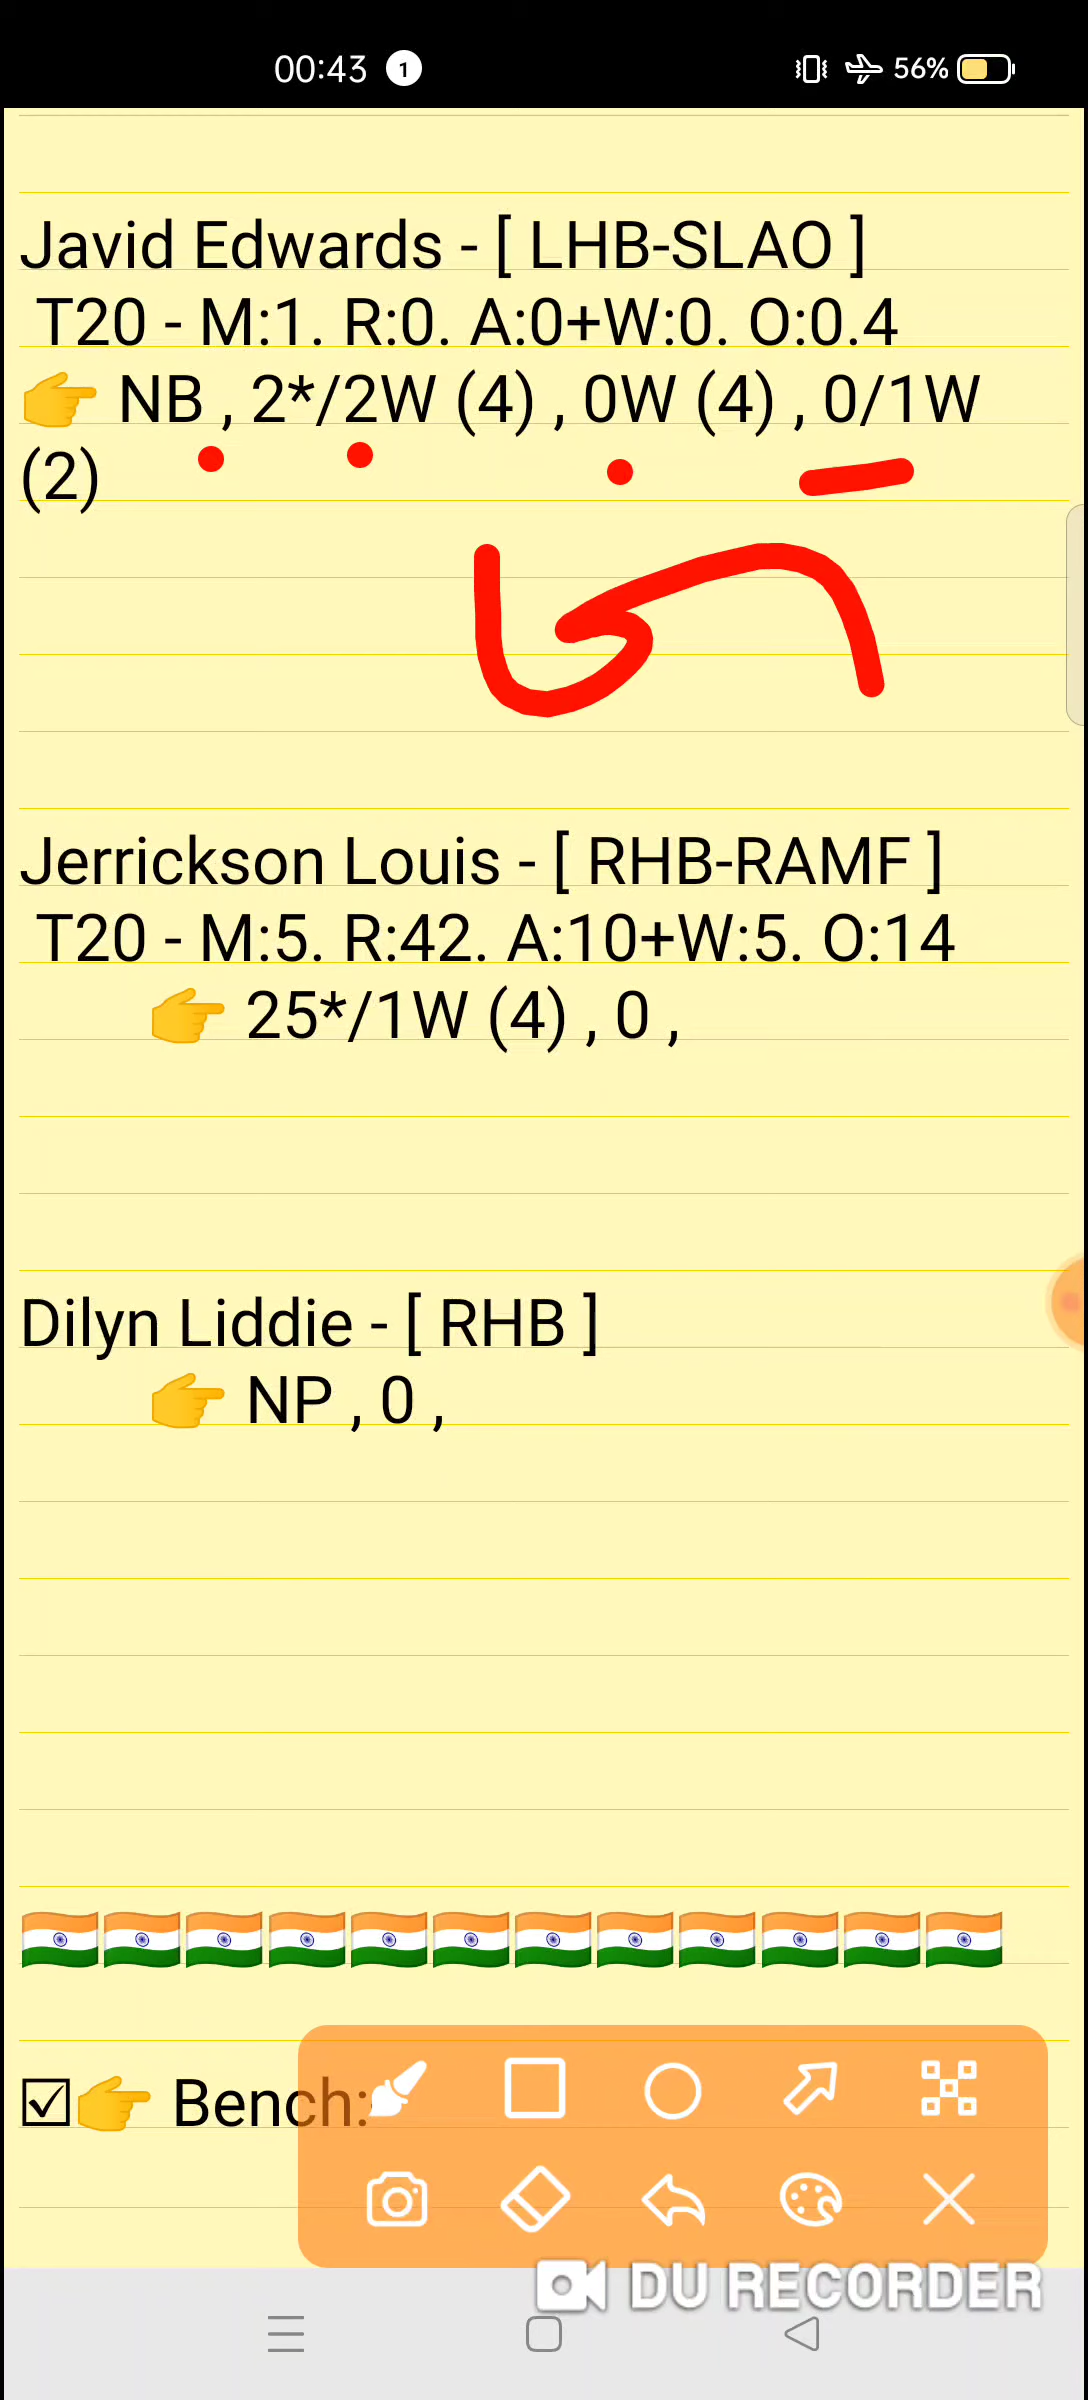 00:43 1 56%
Javid Edwards - [ LHB-SLAO ]
T20 - M:1. R:0. A:0+W:0. O:0.4
👉 NB , 2*/2W (4) , 0W (4) , 0/1W
(2)
Jerrickson Louis - [ RHB-RAMF ]
T20 - M:5. R:42. A:10+W:5. O:14
👉 25*/1W (4) , 0 ,
Dilyn Liddie - [ RHB ]
👉 NP , 0 ,
🇮🇳🇮🇳🇮🇳🇮🇳🇮🇳🇮🇳🇮🇳🇮🇳🇮🇳🇮🇳🇮🇳🇮🇳
☑👉 Bench:
DU RECORDER